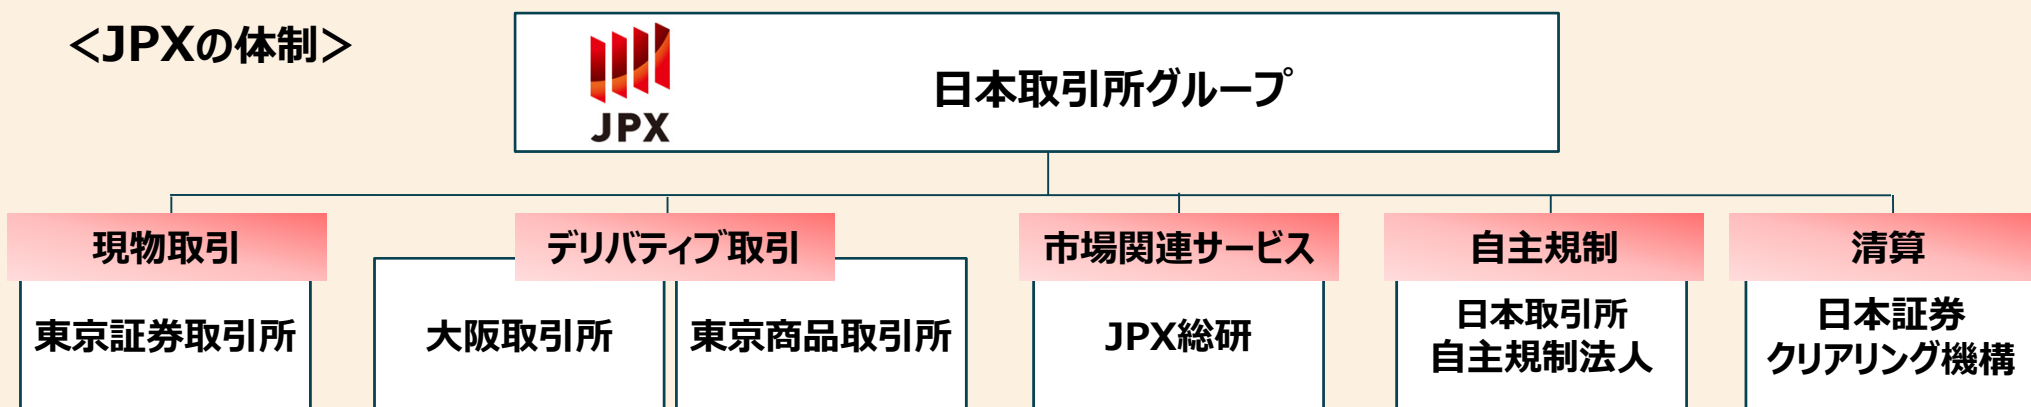 <JPXの体制>
JPX
日本取引所グループ
現物取引
デリバティブ取引
市場関連サービス
自主規制
清算
東京証券取引所
大阪取引所
東京商品取引所
JPX総研
日本取引所
自主規制法人
日本証券
クリアリング機構